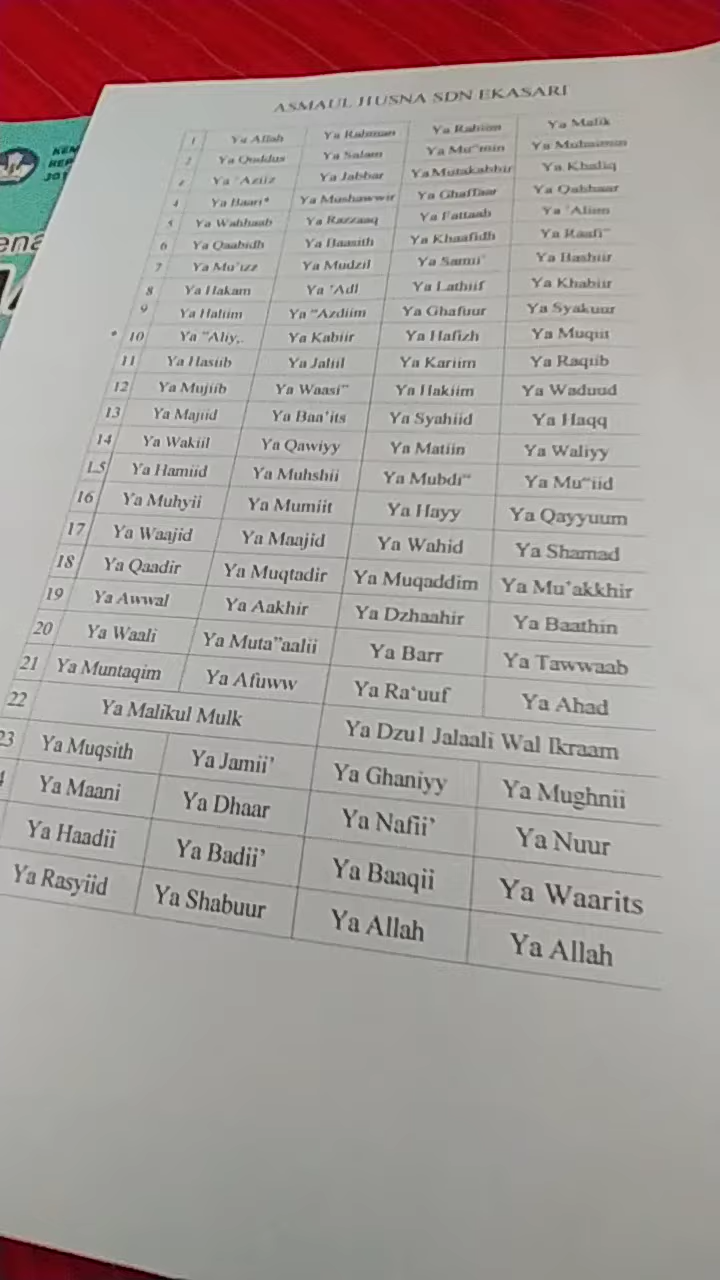 ASMAUL HUSNA SDN EKASARI
1 Ya Allah Ya Rahman Ya Rahiim Ya Malik
2 Ya Quddus Ya Salam Ya Mu"min Ya Muhaimin
3 Ya 'Aziiz Ya Jabbar Ya Mutakabbir Ya Khaliq
4 Ya Baari* Ya Mushawwir Ya Ghaffaar Ya Qahhaar
5 Ya Wahhaab Ya Razzaaq Ya Fattaah Ya 'Aliim
6 Ya Qaabidh Ya Baasith Ya Khaafidh Ya Raafi"
7 Ya Mu'izz Ya Mudzil Ya Samii' Ya Bashiir
8 Ya Hakam Ya 'Adl Ya Lathiif Ya Khabiir
9 Ya Haliim Ya "Azdiim Ya Ghafuur Ya Syakuur
* 10 Ya "Aliy,. Ya Kabiir Ya Hafizh Ya Muqiit
11 Ya Hasiib Ya Jaliil Ya Kariim Ya Raqiib
12 Ya Mujiib Ya Waasi" Ya Hakiim Ya Waduud
13 Ya Majiid Ya Baa'its Ya Syahiid Ya Haqq
14 Ya Wakiil Ya Qawiyy Ya Matiin Ya Waliyy
1.5 Ya Hamiid Ya Muhshii Ya Mubdi" Ya Mu"iid
16 Ya Muhyii Ya Mumiit Ya Hayy Ya Qayyuum
17 Ya Waajid Ya Maajid Ya Wahid Ya Shamad
18 Ya Qaadir Ya Muqtadir Ya Muqaddim Ya Mu'akkhir
19 Ya Awwal Ya Aakhir Ya Dzhaahir Ya Baathin
20 Ya Waali Ya Muta"aalii Ya Barr Ya Tawwaab
21 Ya Muntaqim Ya Afuww Ya Ra'uuf Ya Ahad
22 Ya Malikul Mulk Ya Dzu1 Jalaali Wal Ikraam
23 Ya Muqsith Ya Jamii' Ya Ghaniyy Ya Mughnii
Ya Maani Ya Dhaar Ya Nafii' Ya Nuur
Ya Haadii Ya Badii' Ya Baaqii Ya Waarits
Ya Rasyiid Ya Shabuur Ya Allah Ya Allah